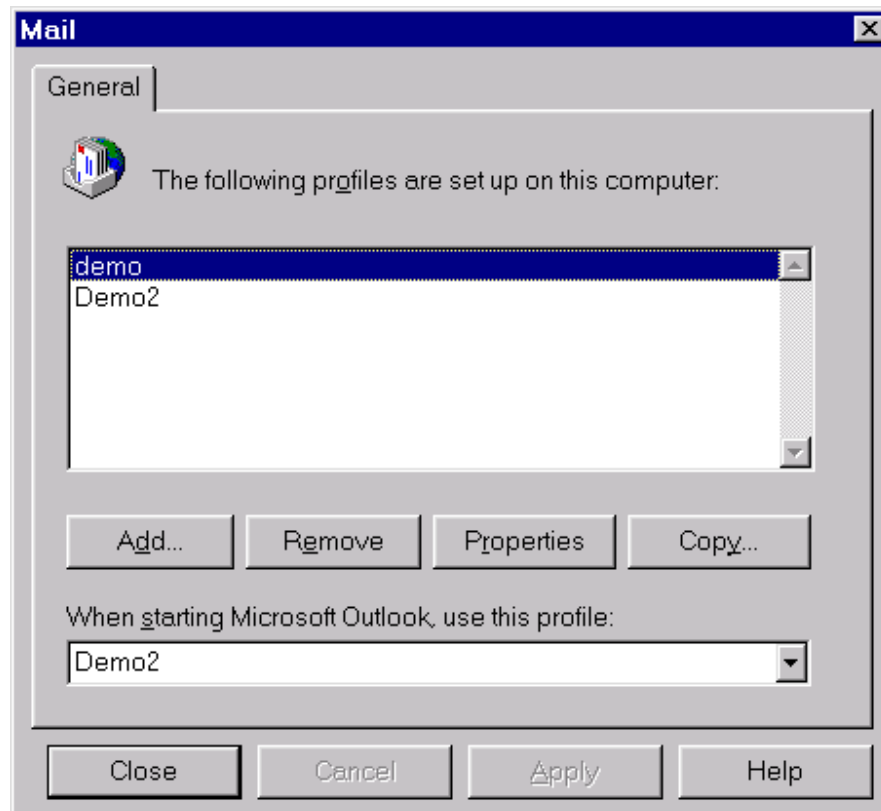 Mail
General
The following profiles are set up on this computer:
demo
Demo2
Add... Remove Properties Copy...
When starting Microsoft Outlook, use this profile:
Demo2
Close Cancel Apply Help